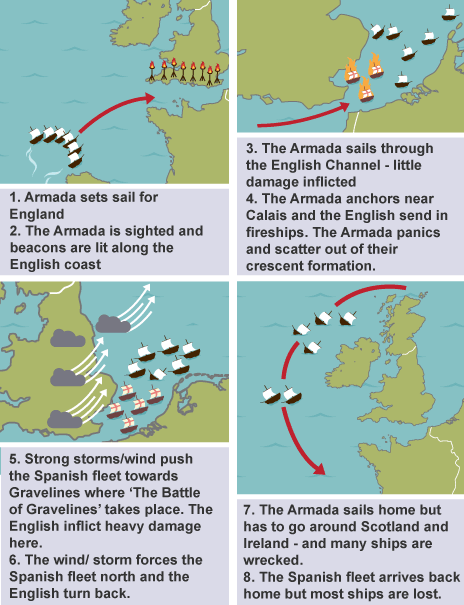 1. Armada sets sail for
England
2. The Armada is sighted and
beacons are lit along the
English coast
3. The Armada sails through
the English Channel - little
damage inflicted
4. The Armada anchors near
Calais and the English send in
fireships. The Armada panics
and scatter out of their
crescent formation.
5. Strong storms/wind push
the Spanish fleet towards
Gravelines where ‘The Battle
of Gravelines’ takes place. The
English inflict heavy damage
here.
6. The wind/ storm forces the
Spanish fleet north and the
English turn back.
7. The Armada sails home but
has to go around Scotland and
Ireland - and many ships are
wrecked.
8. The Spanish fleet arrives back
home but most ships are lost.